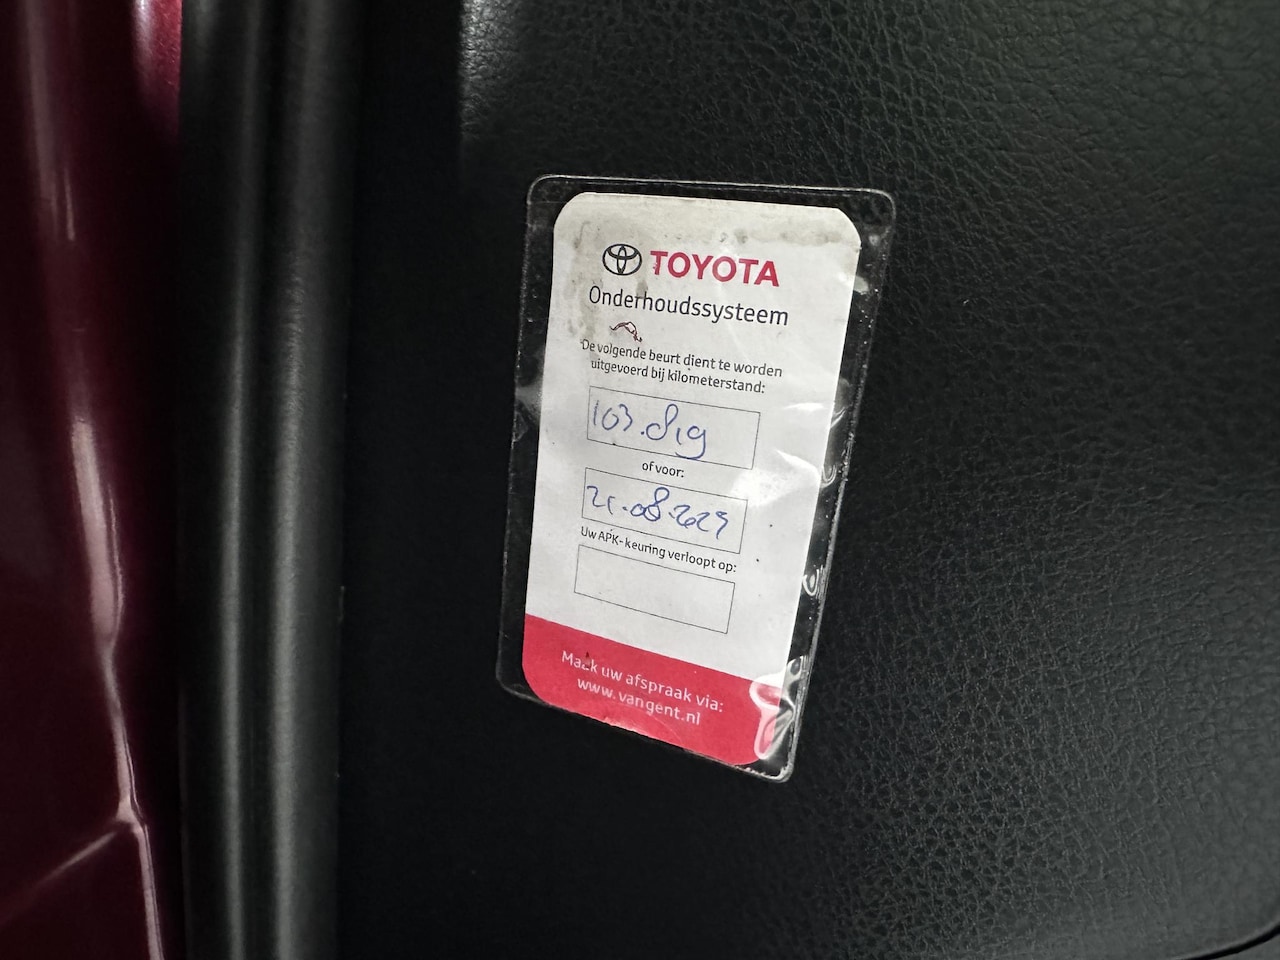 TOYOTA
Onderhoudssysteem
De volgende beurt dient te worden
uitgevoerd bij kilometerstand:
103.819
of voor:
21.08.2025
Uw APK-keuring verloopt op:
Maak uw afspraak via:
www.vangent.nl